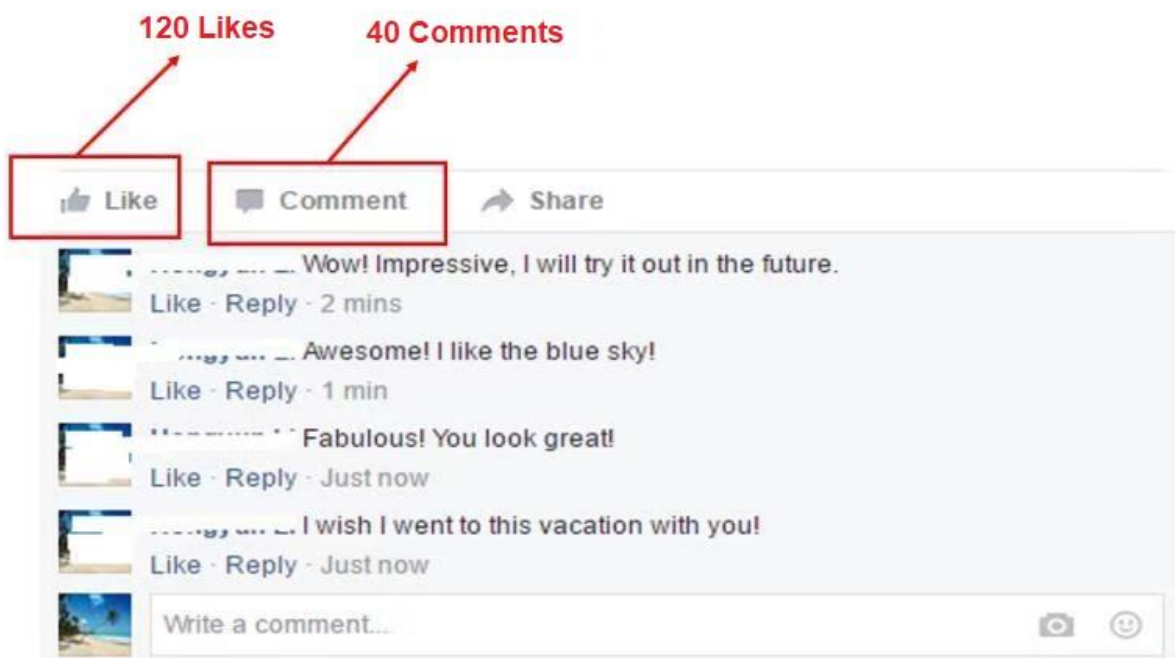 120 Likes 40 Comments
Like Comment Share
Wow! Impressive, I will try it out in the future.
Like · Reply · 2 mins
Awesome! I like the blue sky!
Like · Reply · 1 min
Fabulous! You look great!
Like · Reply · Just now
I wish I went to this vacation with you!
Like · Reply · Just now
Write a comment...